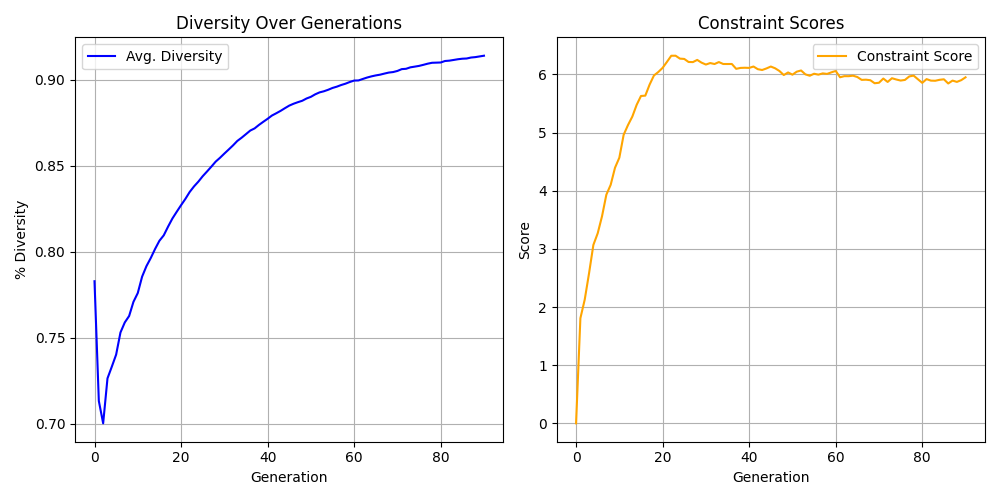 Diversity Over Generations
Avg. Diversity
% Diversity
0.90
0.85
0.80
0.75
0.70
0 20 40 60 80
Generation
Constraint Scores
Constraint Score
Score
6
5
4
3
2
1
0
0 20 40 60 80
Generation